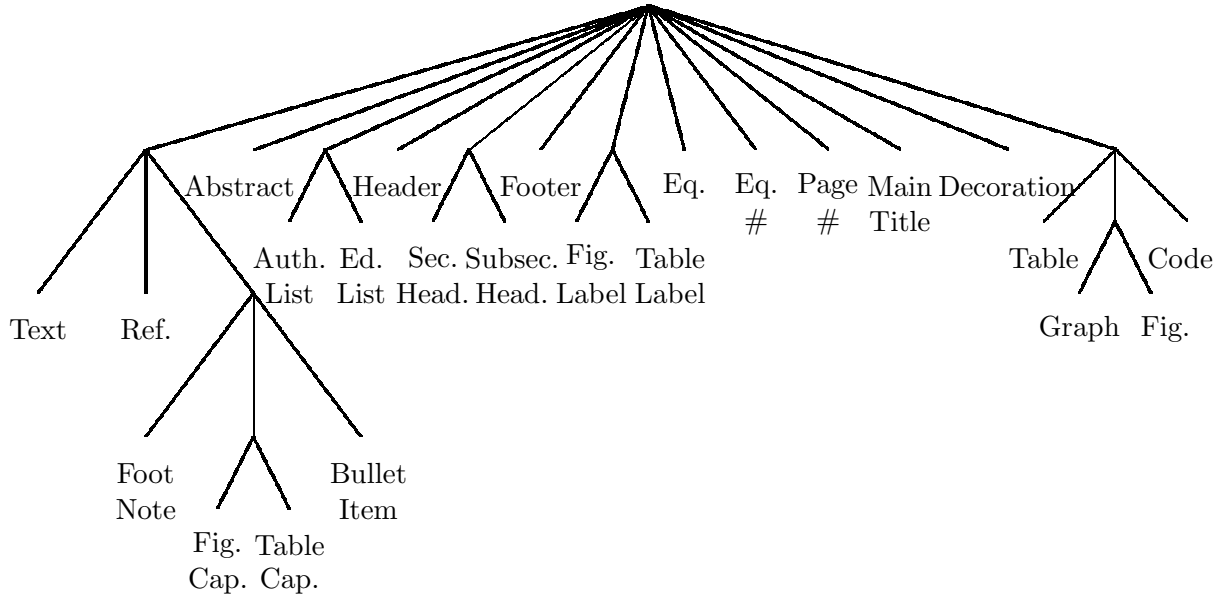 Abstract Header Footer Eq. Eq. Page Main Decoration
# # Title
Auth. Ed. Sec. Subsec. Fig. Table Table Code
List List Head. Head. Label Label
Text Ref. Graph Fig.
Foot Bullet
Note Item
Fig. Table
Cap. Cap.